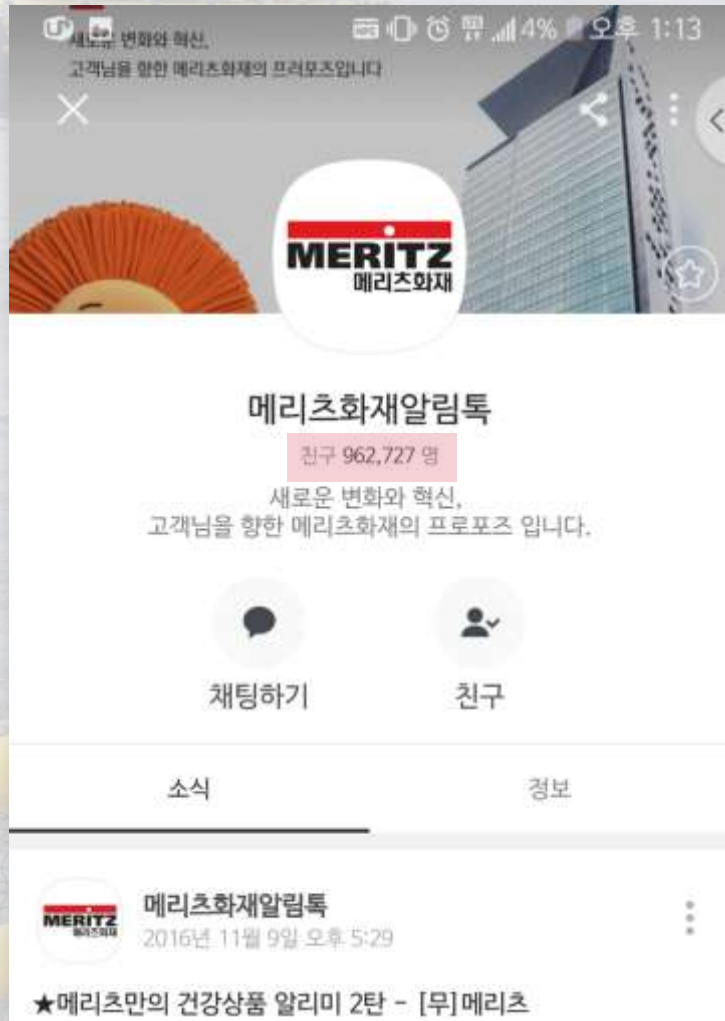 4% 오후 1:13
새로운 변화와 혁신,
고객님을 향한 메리츠화재의 프러포즈입니다
MERITZ
메리츠화재
메리츠화재알림톡
친구 962,727 명
새로운 변화와 혁신,
고객님을 향한 메리츠화재의 프로포즈 입니다.
채팅하기 친구
소식 정보
MERITZ
메리츠화재
메리츠화재알림톡
2016년 11월 9일 오후 5:29
★메리츠만의 건강상품 알리미 2탄 - [무]메리츠